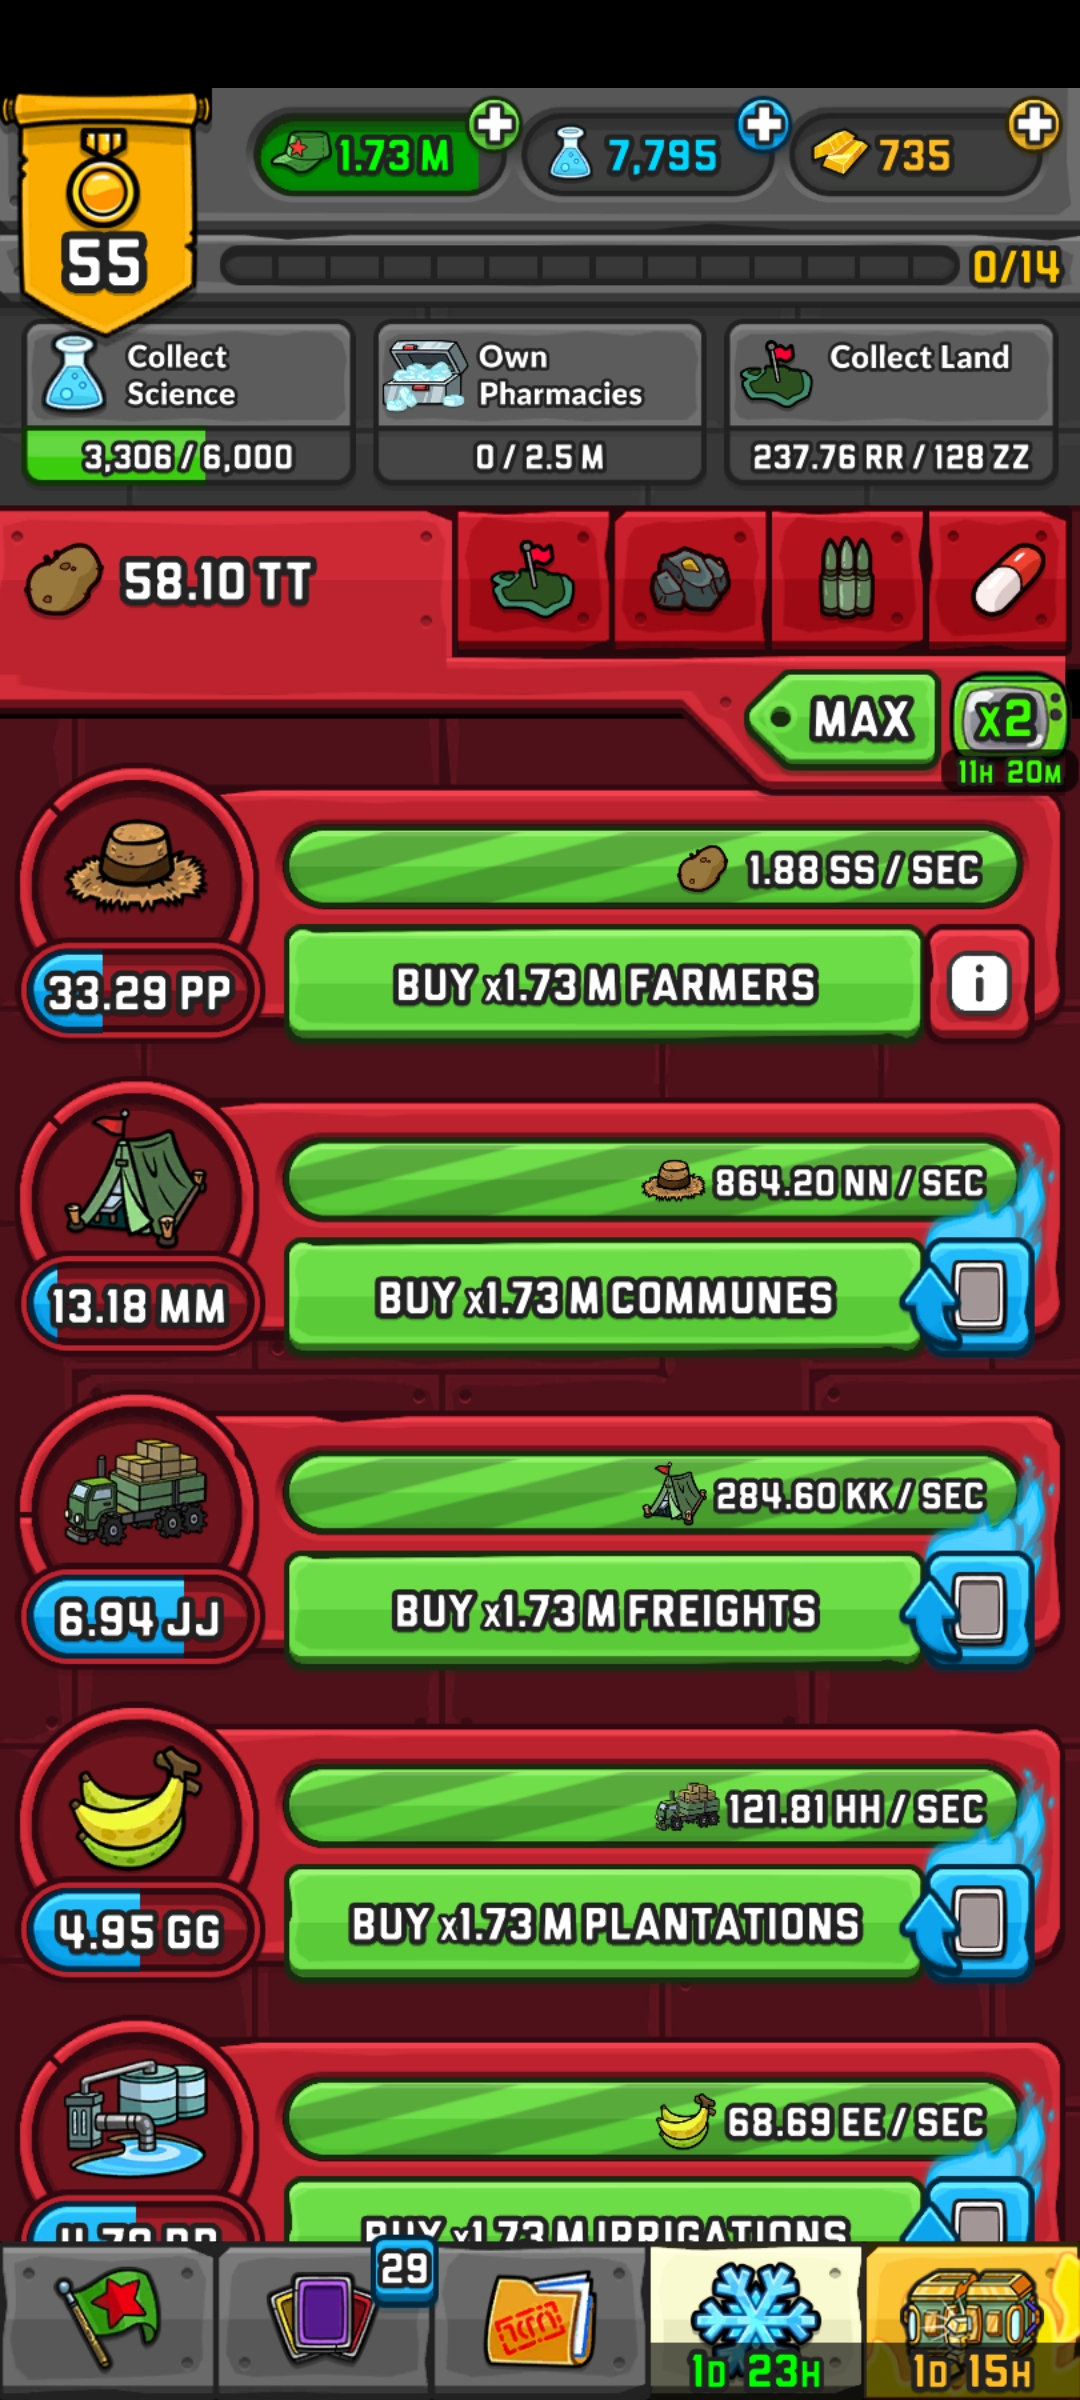 1.73 M
7,795
735
55
0/14
Collect
Science
3,306/6,000
Own
Pharmacies
0/2.5 M
Collect Land
237.76 RR/128 ZZ
58.10 TT
MAX
x2
11H 20M
1.88 SS/SEC
33.29 PP
BUY x1.73 M FARMERS
i
864.20 NN/SEC
13.18 MM
BUY x1.73 M COMMUNES
284.60 KK/SEC
6.94 JJ
BUY x1.73 M FREIGHTS
121.81 HH/SEC
4.95 GG
BUY x1.73 M PLANTATIONS
68.69 EE/SEC
BUY x1.73 M IRRIGATIONS
29
1D 23H
1D 15H